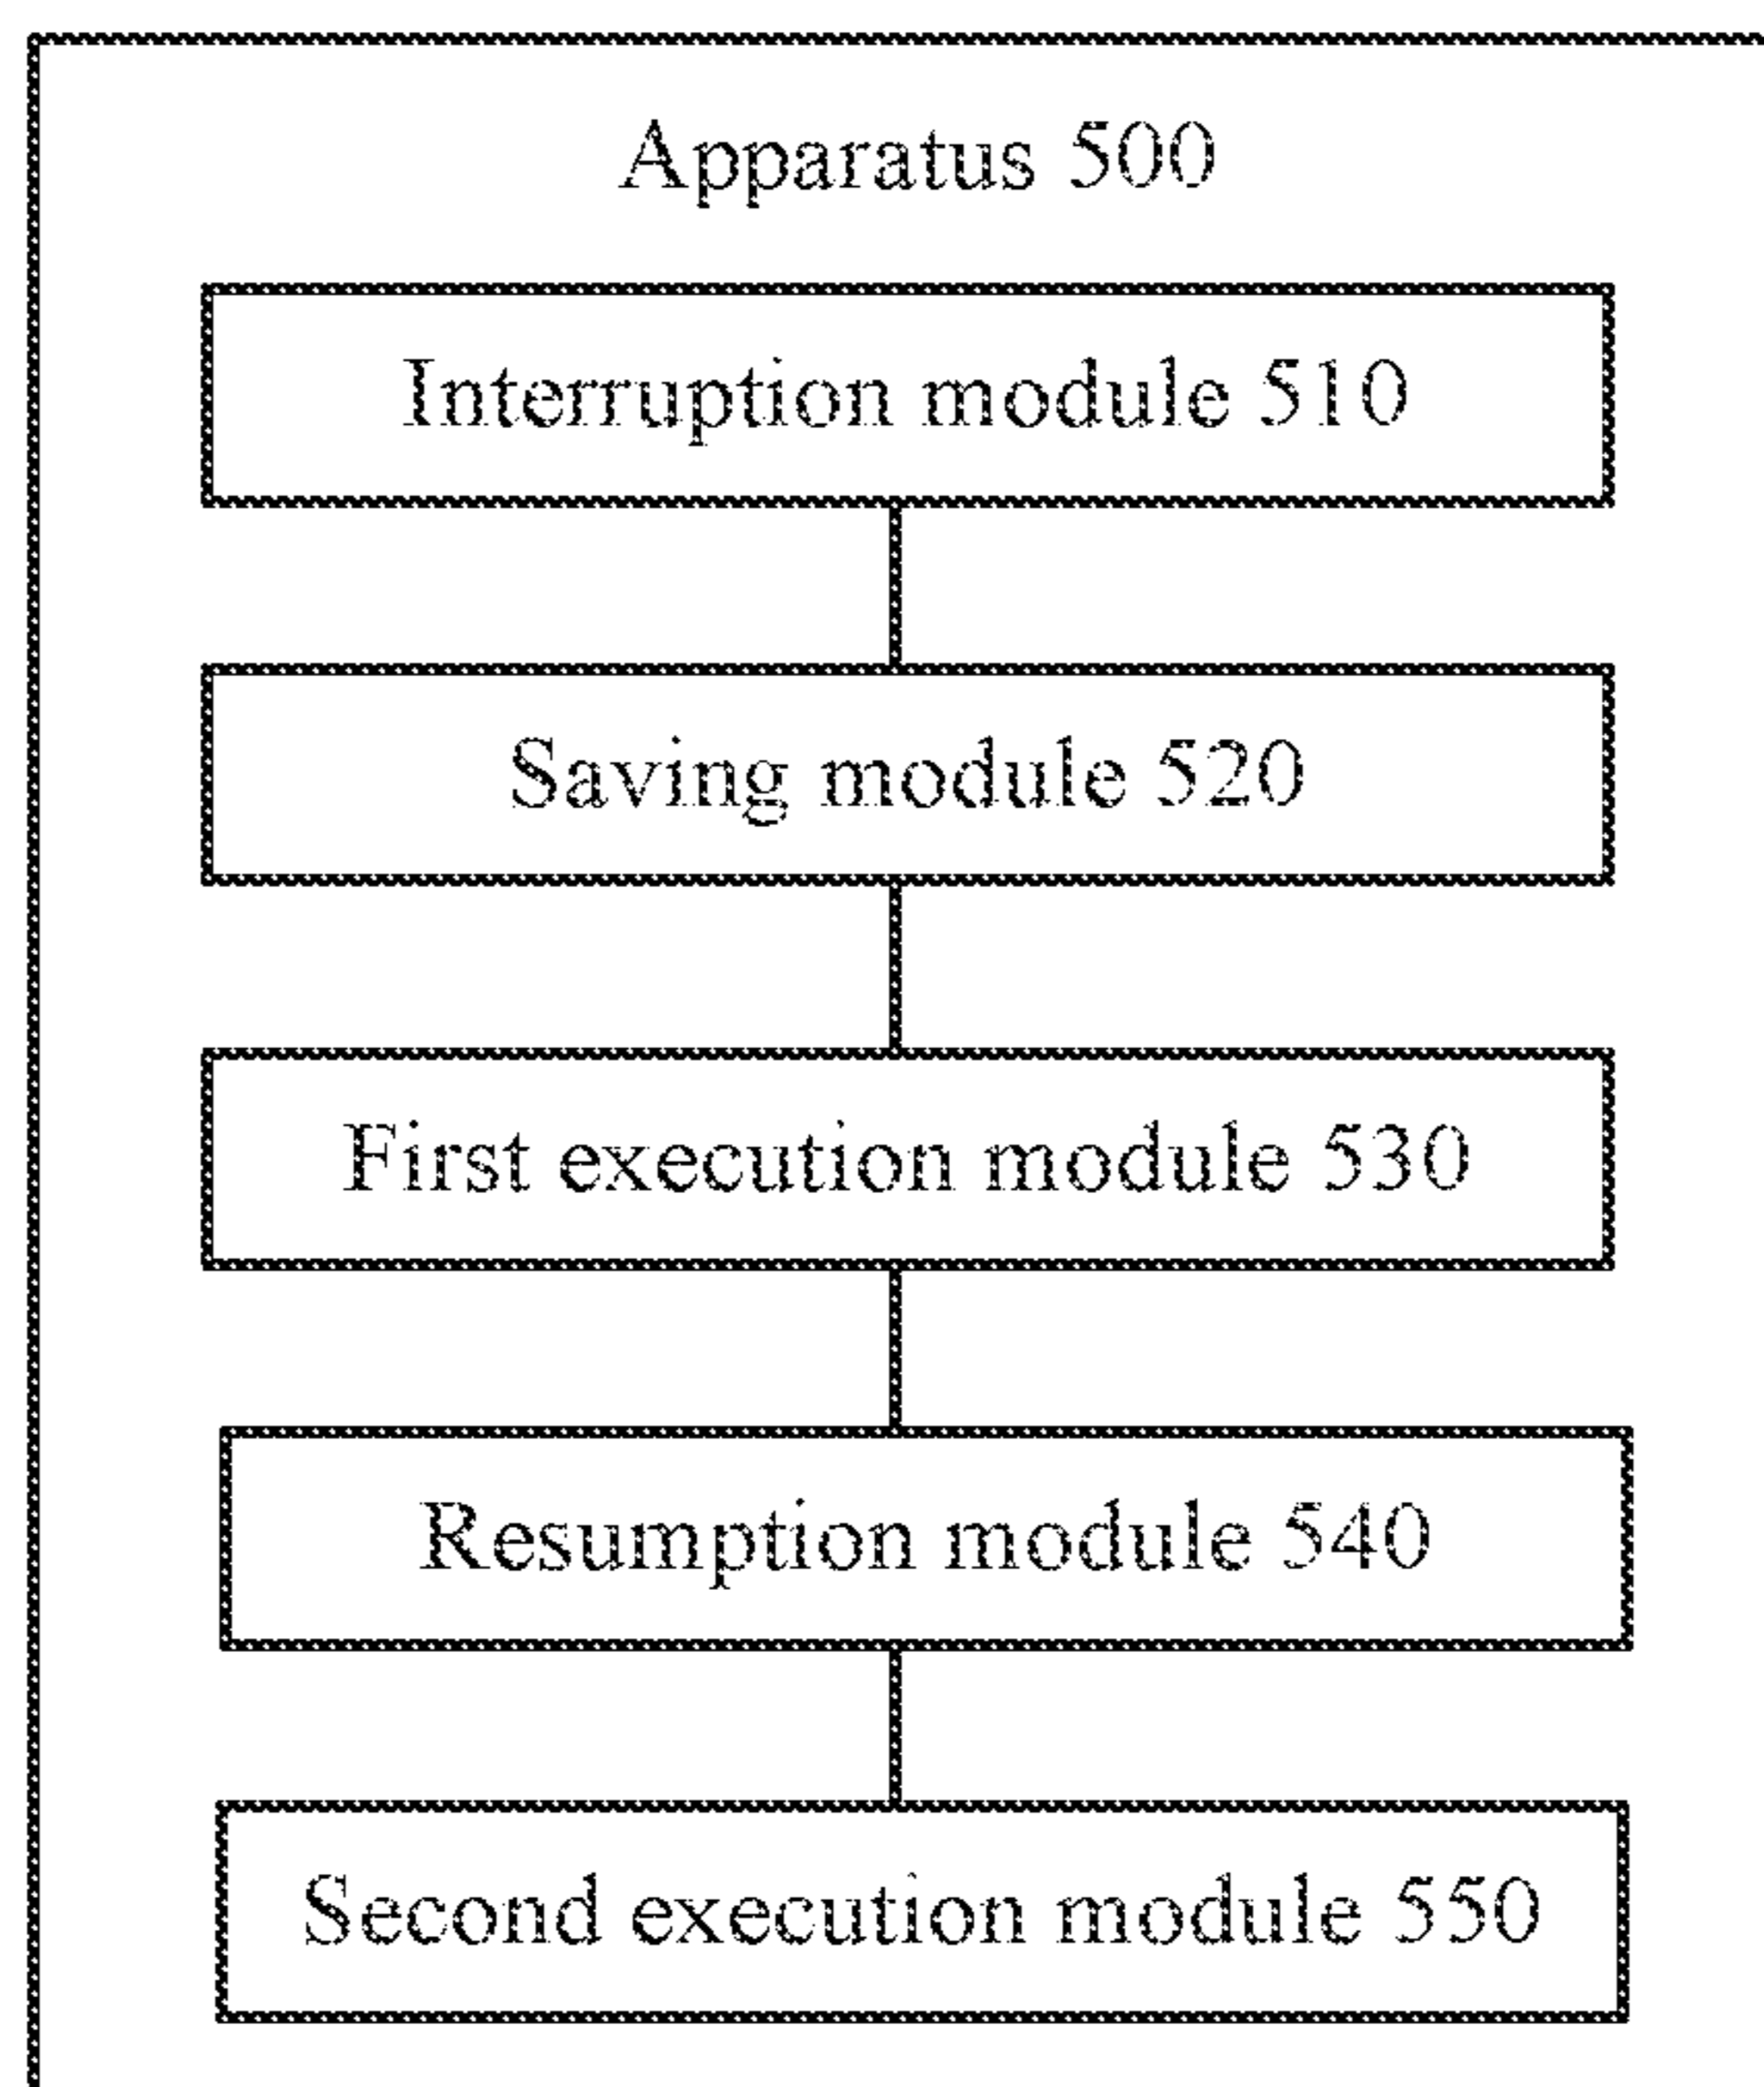 Apparatus 500
Interruption module 510
Saving module 520
First execution module 530
Resumption module 540
Second execution module 550